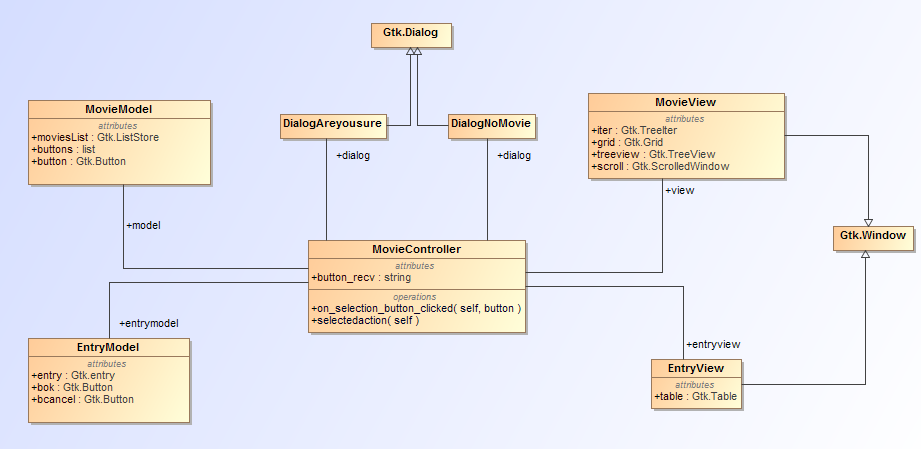 Gtk.Dialog
MovieModel
attributes
+moviesList : Gtk.ListStore
+buttons : list
+button : Gtk.Button
DialogAreyousure
DialogNoMovie
MovieView
attributes
+iter : Gtk.TreeIter
+grid : Gtk.Grid
+treeview : Gtk.TreeView
+scroll : Gtk.ScrolledWindow
+dialog
+dialog
+view
+model
Gtk.Window
MovieController
attributes
+button_recv : string
operations
+on_selection_button_clicked( self, button )
+selectedaction( self )
+entrymodel
+entryview
EntryModel
attributes
+entry : Gtk.entry
+bok : Gtk.Button
+bcancel : Gtk.Button
EntryView
attributes
+table : Gtk.Table